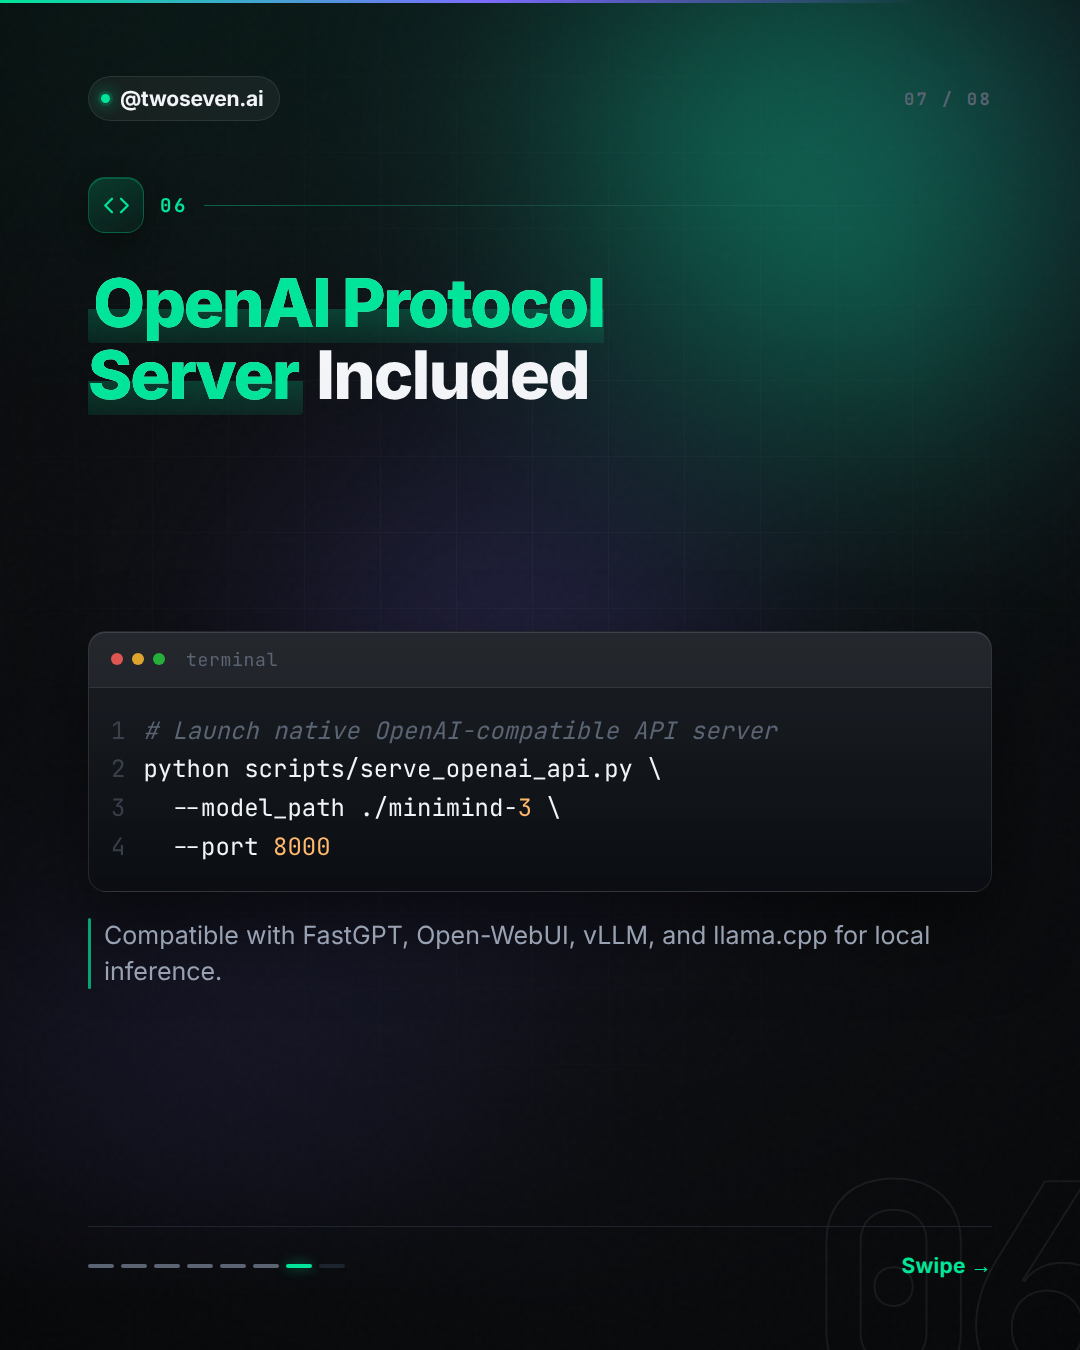 @twoseven.ai
07 / 08
06
OpenAI Protocol
Server Included
terminal
1 # Launch native OpenAI-compatible API server
2 python scripts/serve_openai_api.py \
3   --model_path ./minimind-3 \
4   --port 8000
Compatible with FastGPT, Open-WebUI, vLLM, and llama.cpp for local
inference.
Swipe →
06